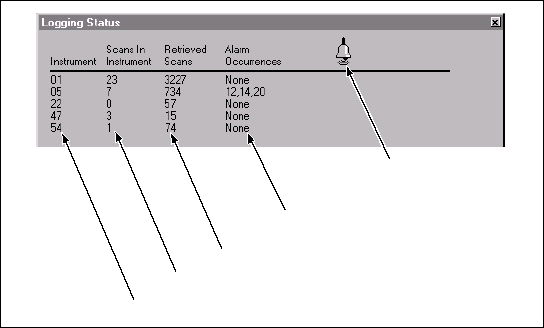 Logging Status
Scans In Retrieved Alarm
Instrument Instrument Scans Occurrences
01 23 3227 None
05 7 734 12,14,20
22 0 57 None
47 3 15 None
54 1 74 None